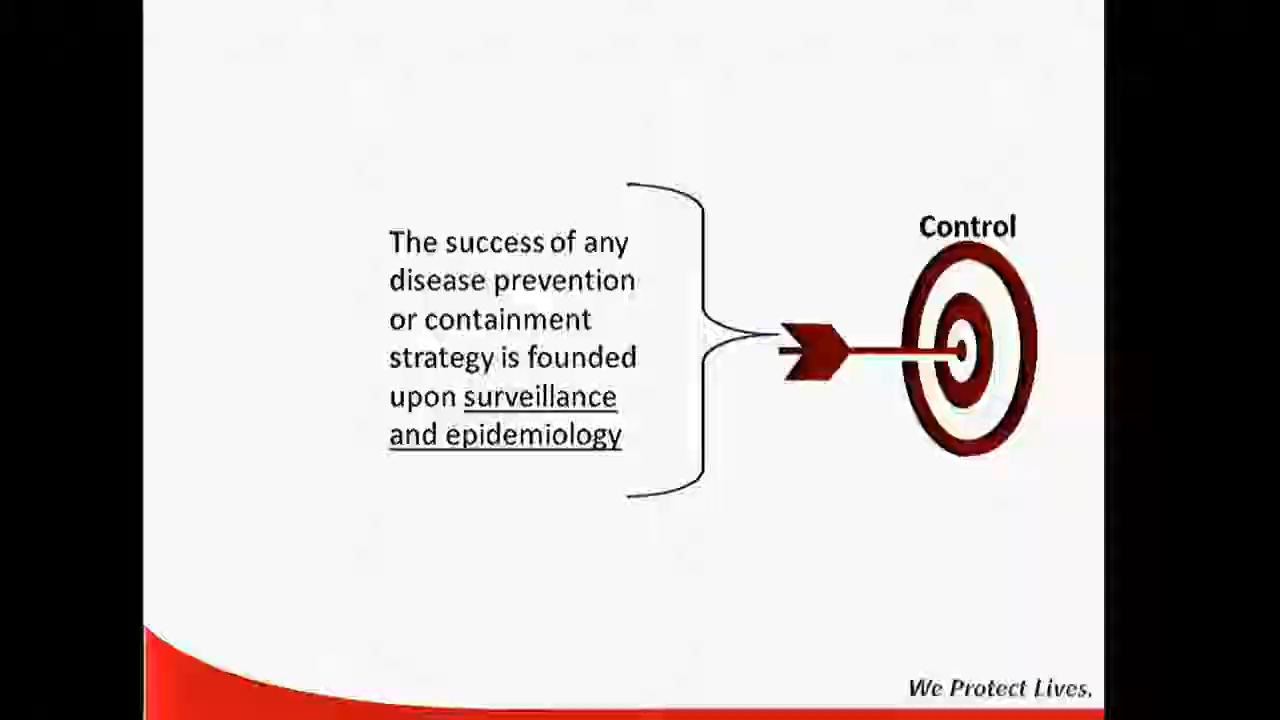 The success of any
disease prevention
or containment
strategy is founded
upon surveillance
and epidemiology
Control
We Protect Lives.